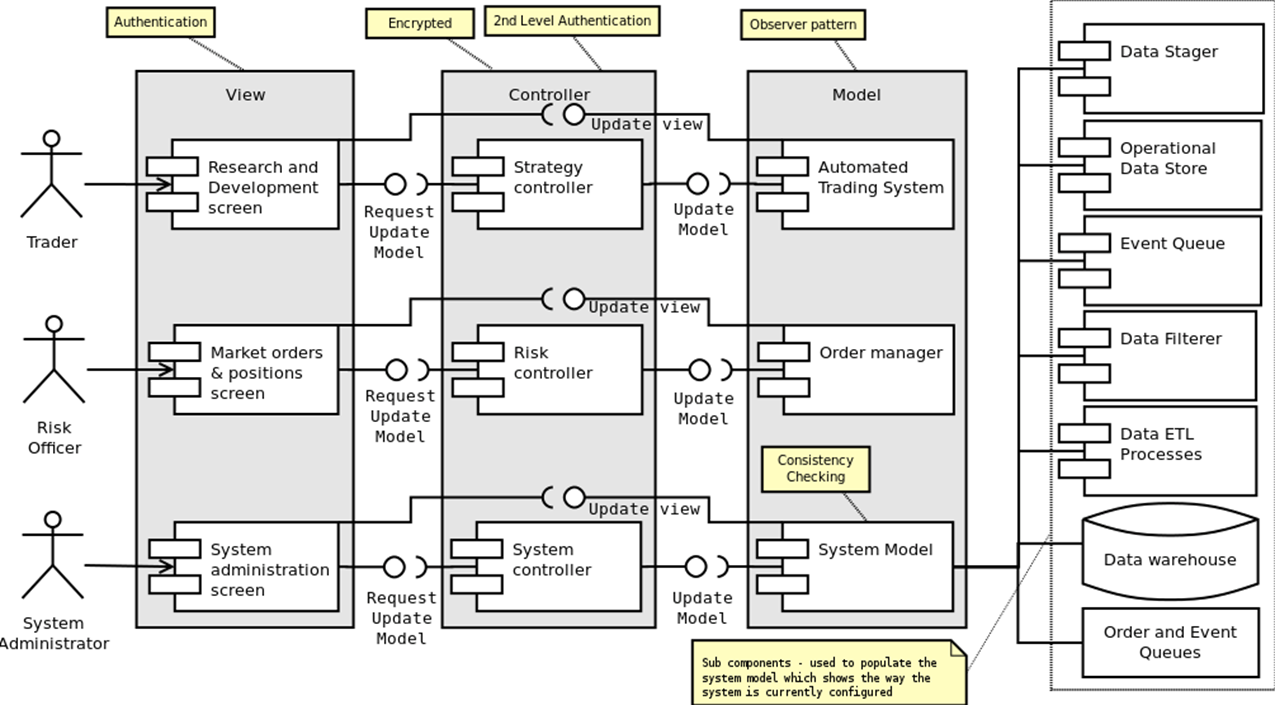 Authentication
Encrypted
2nd Level Authentication
Observer pattern
View
Controller
Model
Update view
Trader
Research and
Development
screen
Request
Update
Model
Strategy
controller
Update
Model
Automated
Trading System
Update view
Risk
Officer
Market orders
& positions
screen
Request
Update
Model
Risk
controller
Update
Model
Order manager
Consistency
Checking
Update view
System
Administrator
System
administration
screen
Request
Update
Model
System
controller
Update
Model
System Model
Sub components - used to populate the
system model which shows the way the
system is currently configured
Data Stager
Operational
Data Store
Event Queue
Data Filterer
Data ETL
Processes
Data warehouse
Order and Event
Queues